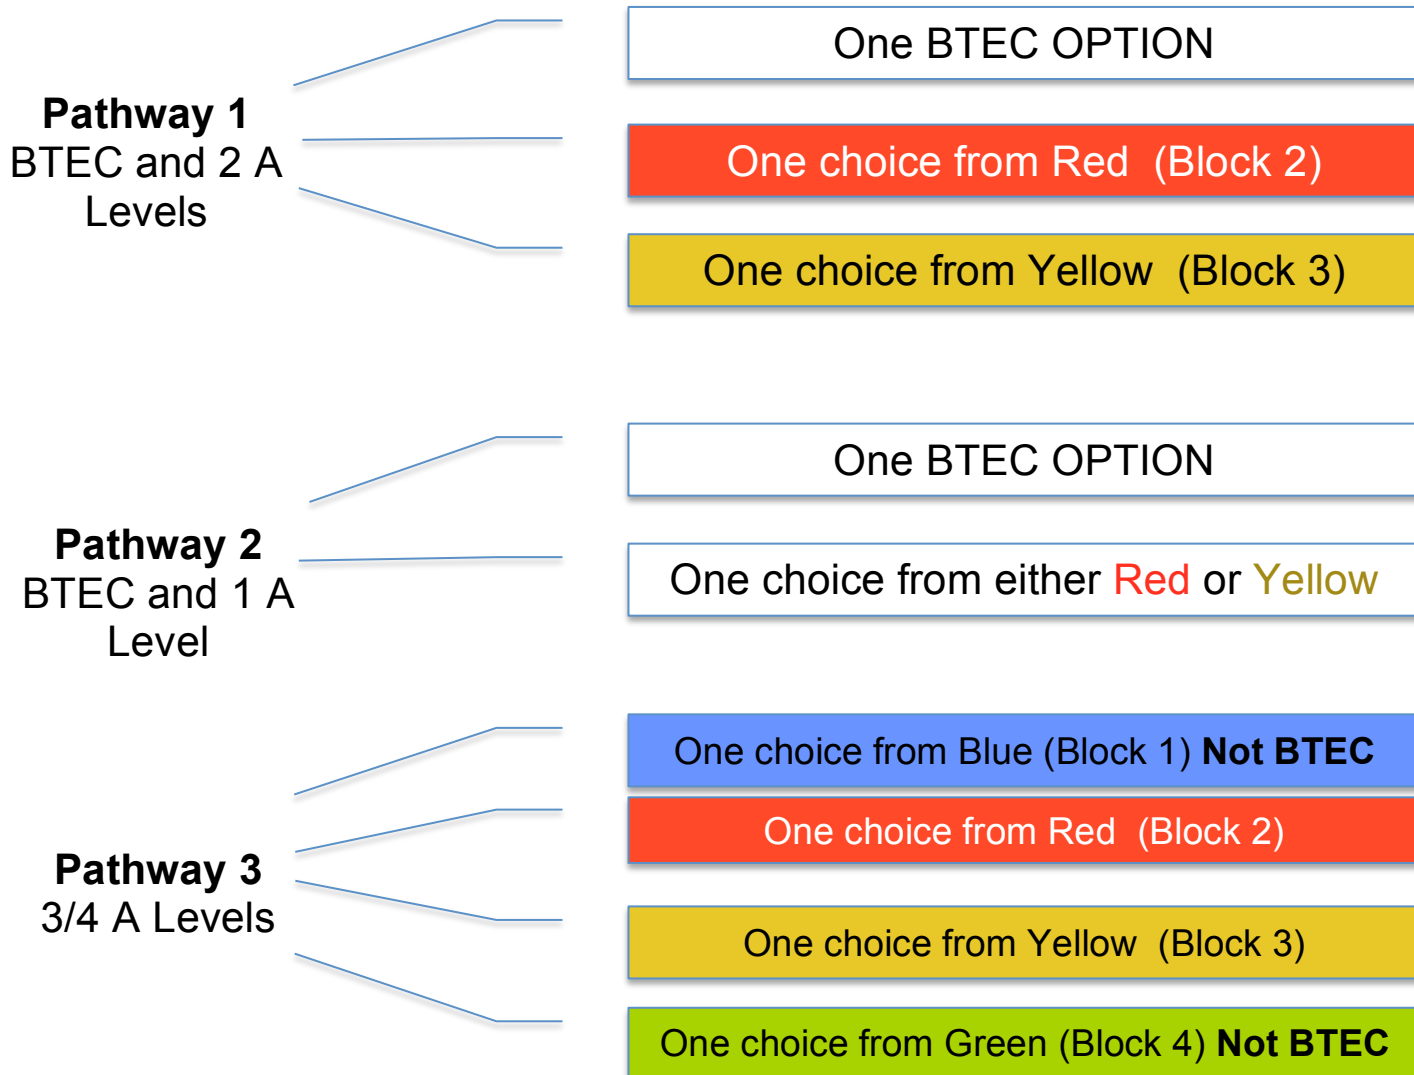 Pathway 1
BTEC and 2 A
Levels
One BTEC OPTION
One choice from Red  (Block 2)
One choice from Yellow  (Block 3)
Pathway 2
BTEC and 1 A
Level
One BTEC OPTION
One choice from either Red or Yellow
Pathway 3
3/4 A Levels
One choice from Blue (Block 1) Not BTEC
One choice from Red  (Block 2)
One choice from Yellow  (Block 3)
One choice from Green (Block 4) Not BTEC